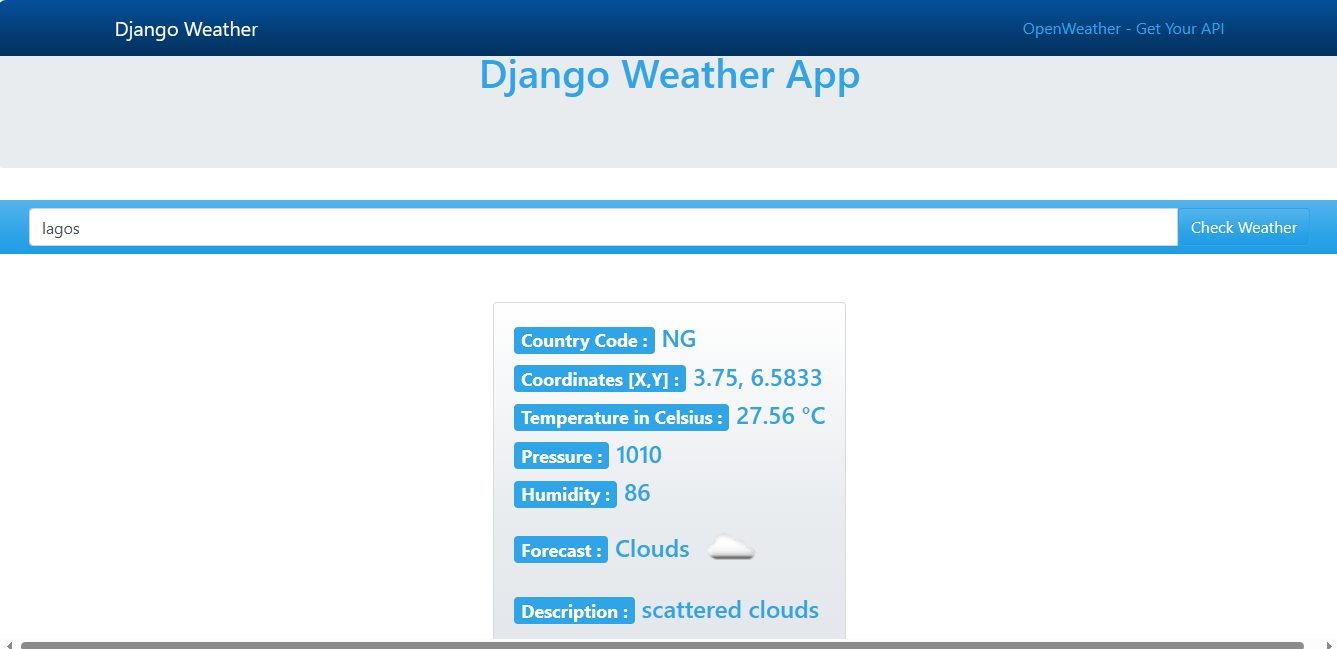 Django Weather
OpenWeather - Get Your API
Django Weather App
lagos
Check Weather
Country Code : NG
Coordinates [X,Y] : 3.75, 6.5833
Temperature in Celsius : 27.56 °C
Pressure : 1010
Humidity : 86
Forecast : Clouds
Description : scattered clouds